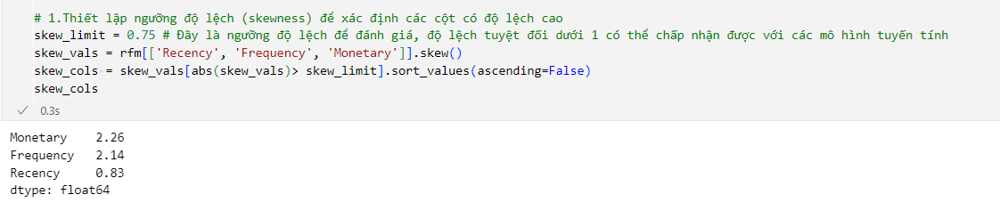 # 1.Thiết lập ngưỡng độ lệch (skewness) để xác định các cột có độ lệch cao
skew_limit = 0.75 # Đây là ngưỡng độ lệch để đánh giá, độ lệch tuyệt đối dưới 1 có thể chấp nhận được với các mô hình tuyến tính
skew_vals = rfm[['Recency', 'Frequency', 'Monetary']].skew()
skew_cols = skew_vals[abs(skew_vals)> skew_limit].sort_values(ascending=False)
skew_cols
0.3s
Monetary 2.26
Frequency 2.14
Recency 0.83
dtype: float64